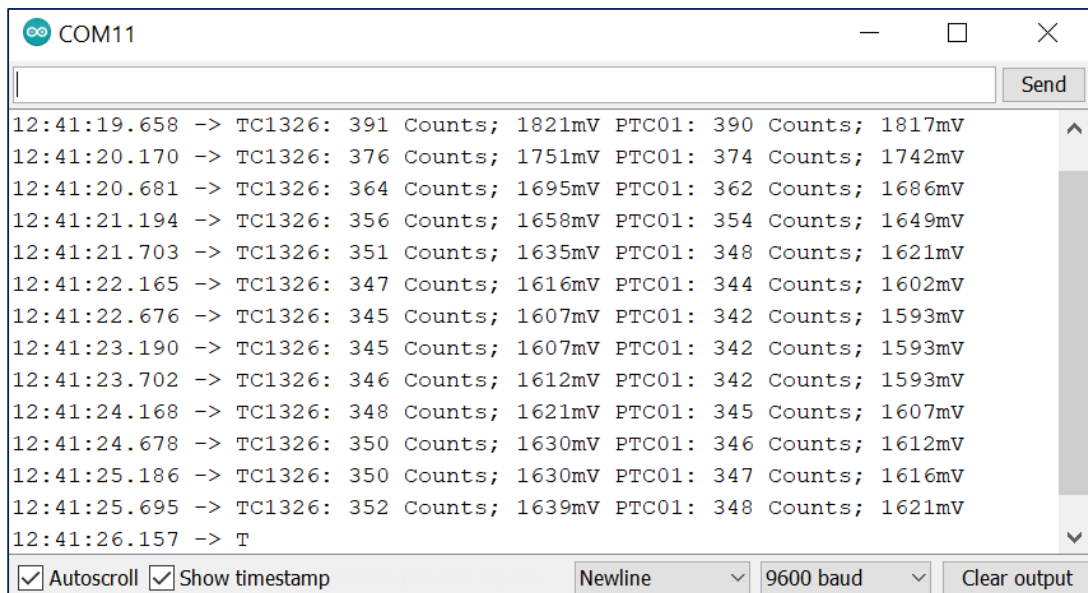 COM11
Send
12:41:19.658 -> TC1326: 391 Counts; 1821mV PTC01: 390 Counts; 1817mV
12:41:20.170 -> TC1326: 376 Counts; 1751mV PTC01: 374 Counts; 1742mV
12:41:20.681 -> TC1326: 364 Counts; 1695mV PTC01: 362 Counts; 1686mV
12:41:21.194 -> TC1326: 356 Counts; 1658mV PTC01: 354 Counts; 1649mV
12:41:21.703 -> TC1326: 351 Counts; 1635mV PTC01: 348 Counts; 1621mV
12:41:22.165 -> TC1326: 347 Counts; 1616mV PTC01: 344 Counts; 1602mV
12:41:22.676 -> TC1326: 345 Counts; 1607mV PTC01: 342 Counts; 1593mV
12:41:23.190 -> TC1326: 345 Counts; 1607mV PTC01: 342 Counts; 1593mV
12:41:23.702 -> TC1326: 346 Counts; 1612mV PTC01: 342 Counts; 1593mV
12:41:24.168 -> TC1326: 348 Counts; 1621mV PTC01: 345 Counts; 1607mV
12:41:24.678 -> TC1326: 350 Counts; 1630mV PTC01: 346 Counts; 1612mV
12:41:25.186 -> TC1326: 350 Counts; 1630mV PTC01: 347 Counts; 1616mV
12:41:25.695 -> TC1326: 352 Counts; 1639mV PTC01: 348 Counts; 1621mV
12:41:26.157 -> T
Autoscroll Show timestamp Newline 9600 baud Clear output